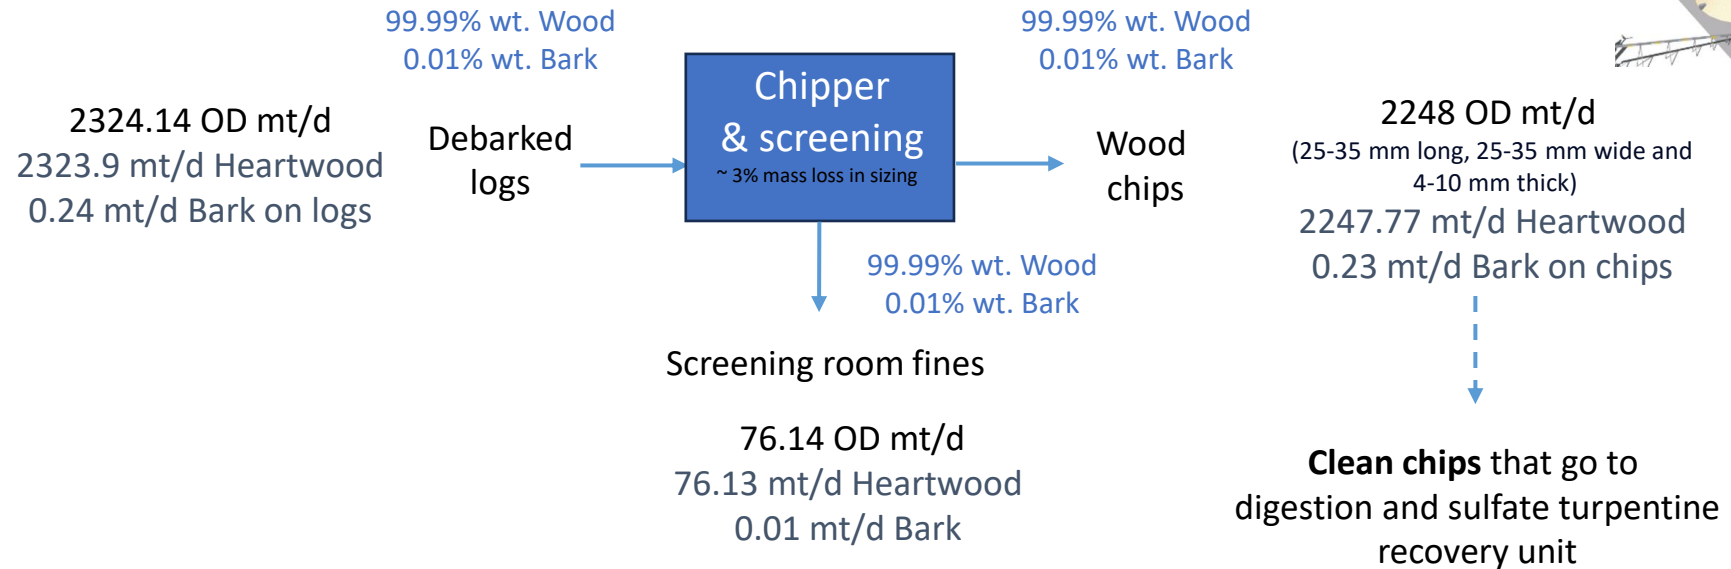 99.99% wt. Wood
0.01% wt. Bark
99.99% wt. Wood
0.01% wt. Bark
2324.14 OD mt/d
2323.9 mt/d Heartwood
0.24 mt/d Bark on logs
Debarked
logs
Chipper
& screening
~ 3% mass loss in sizing
Wood
chips
2248 OD mt/d
(25-35 mm long, 25-35 mm wide and
4-10 mm thick)
2247.77 mt/d Heartwood
0.23 mt/d Bark on chips
99.99% wt. Wood
0.01% wt. Bark
Screening room fines
76.14 OD mt/d
76.13 mt/d Heartwood
0.01 mt/d Bark
Clean chips that go to
digestion and sulfate turpentine
recovery unit